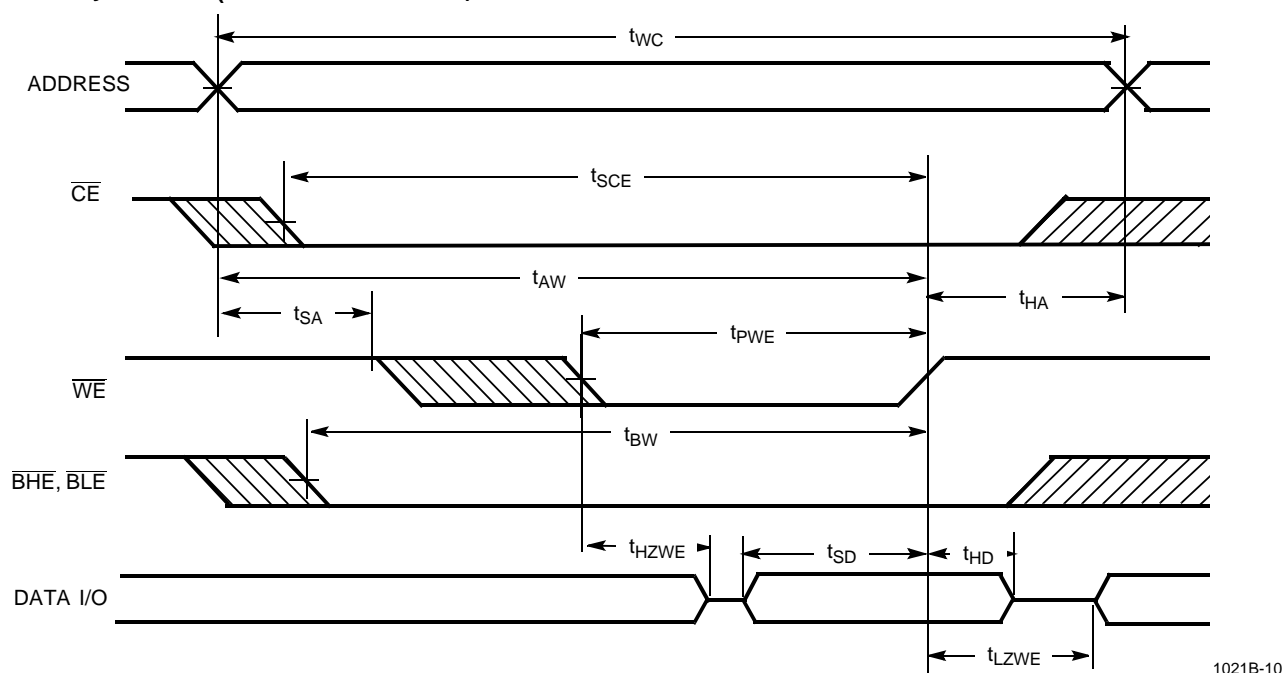 tWC
ADDRESS
tSCE
CE
tAW
tSA
tHA
tPWE
WE
tBW
BHE, BLE
tHZWE
tSD
tHD
DATA I/O
tLZWE
1021B-10